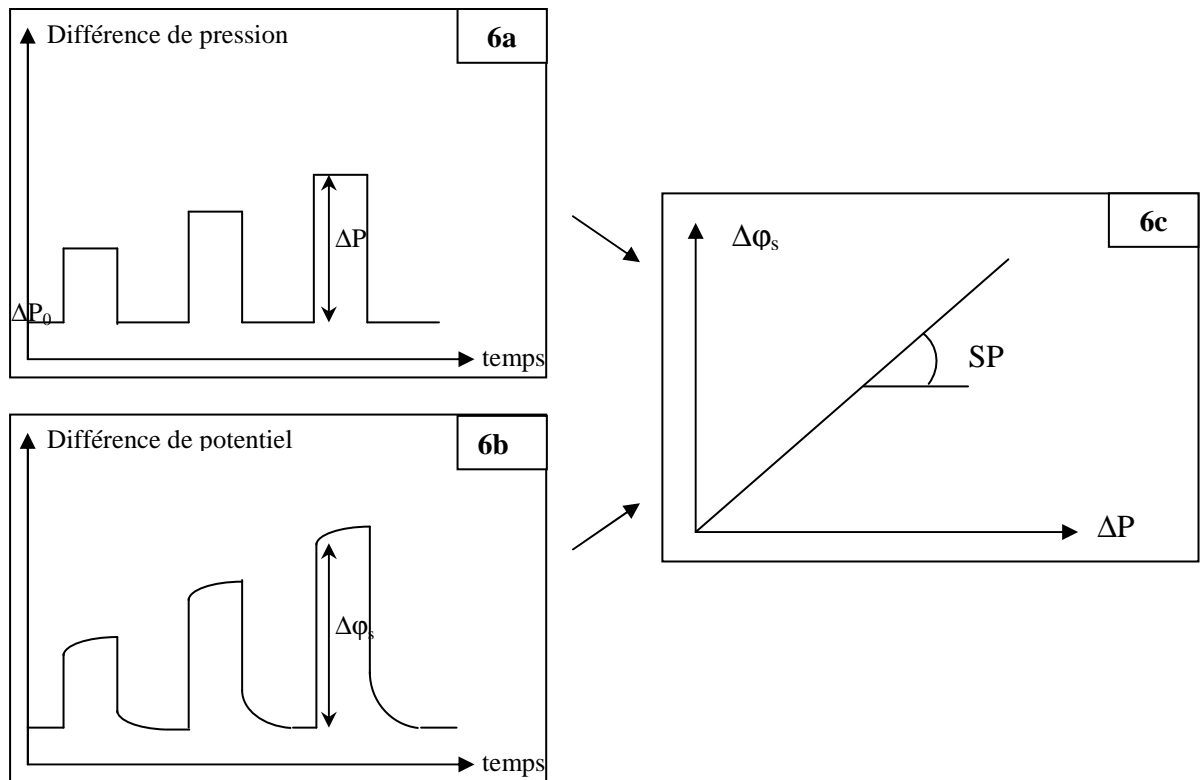 Différence de pression
6a
ΔP
ΔP₀
temps
Différence de potentiel
6b
Δφₛ
temps
6c
Δφₛ
SP
ΔP